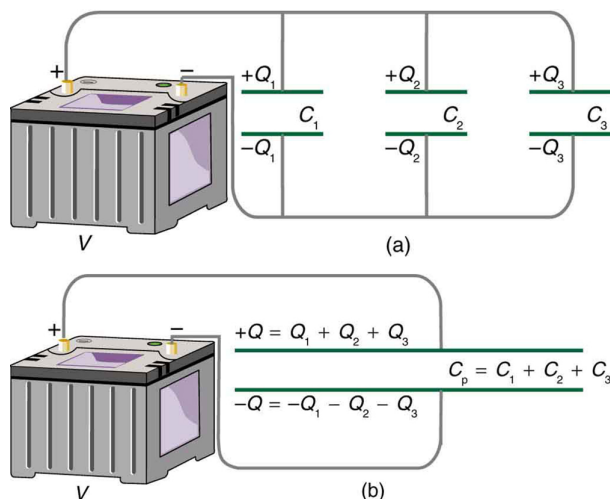 + − +Q₁ +Q₂ +Q₃
C₁ C₂ C₃
−Q₁ −Q₂ −Q₃
V
(a)
+ − +Q = Q₁ + Q₂ + Q₃
Cₚ = C₁ + C₂ + C₃
−Q = −Q₁ − Q₂ − Q₃
V
(b)